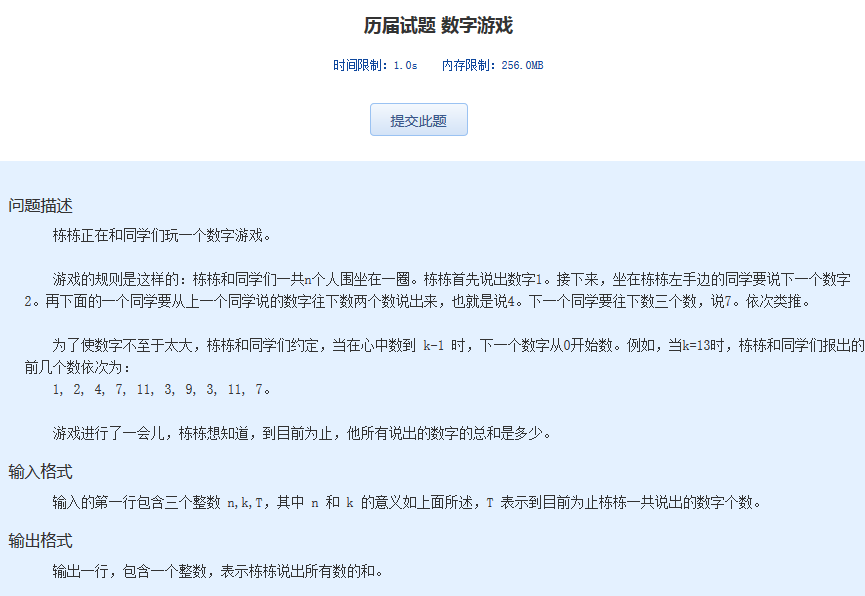 历届试题 数字游戏
时间限制：1.0s 内存限制：256.0MB
提交此题
问题描述
栋栋正在和同学们玩一个数字游戏。
游戏的规则是这样的：栋栋和同学们一共n个人围坐在一圈。栋栋首先说出数字1。接下来，坐在栋栋左手边的同学要说下一个数字
2。再下面的一个同学要从上一个同学说的数字往下数两个数说出来，也就是说4。下一个同学要往下数三个数，说7。依次类推。
为了使数字不至于太大，栋栋和同学们约定，当在心中数到 k-1 时，下一个数字从0开始数。例如，当k=13时，栋栋和同学们报出的
前几个数依次为：
1, 2, 4, 7, 11, 3, 9, 3, 11, 7。
游戏进行了一会儿，栋栋想知道，到目前为止，他所有说出的数字的总和是多少。
输入格式
输入的第一行包含三个整数 n,k,T，其中 n 和 k 的意义如上面所述，T 表示到目前为止栋栋一共说出的数字个数。
输出格式
输出一行，包含一个整数，表示栋栋说出所有数的和。